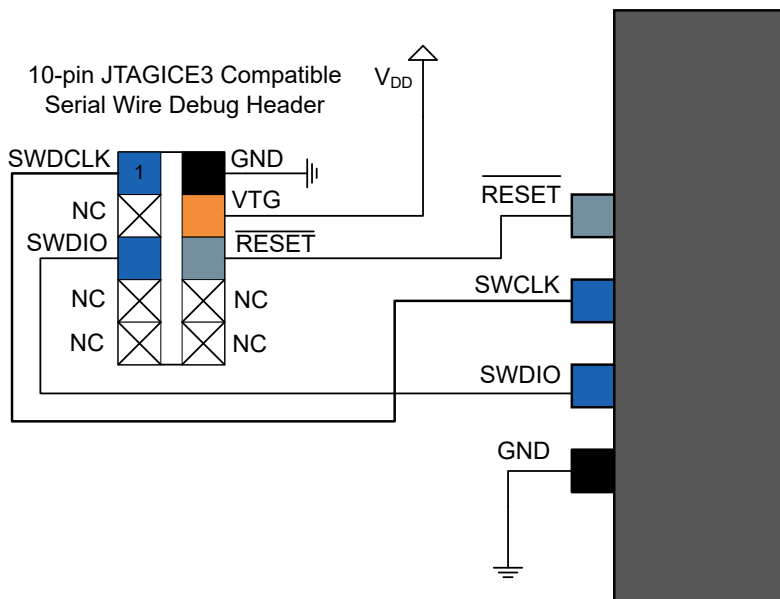 10-pin JTAGICE3 Compatible
Serial Wire Debug Header
VDD
SWDCLK 1 GND
NC VTG
SWDIO RESET
NC NC
NC NC
RESET
SWCLK
SWDIO
GND